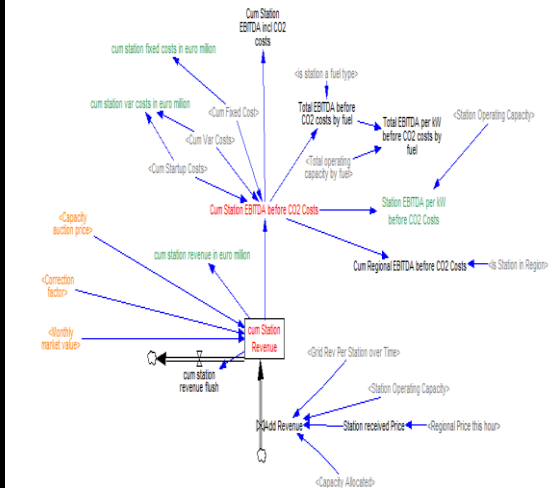 Cum Station
EBITDA incl CO2
costs
cum station fixed costs in euro million
<is station a fuel type>
cum station var costs in euro million
<Cum Fixed Cost>
Total EBITDA before
CO2 costs by fuel
Total EBITDA per kW
before CO2 costs by
fuel
<Station Operating Capacity>
<Cum Var Costs>
<Cum Startup Costs>
<Total operating
capacity by fuel>
Cum Station EBITDA before CO2 Costs
Station EBITDA per kW
before CO2 Costs
<Capacity
auction price>
cum station revenue in euro million
Cum Regional EBITDA before CO2 Costs
<Is Station in Region>
<Correction
factor>
<Monthly
market value>
cum Station
Revenue
cum station
revenue flush
<Grid Rev Per Station over Time>
<Station Operating Capacity>
Add Revenue
Station received Price
<Regional Price this hour>
<Capacity Allocated>